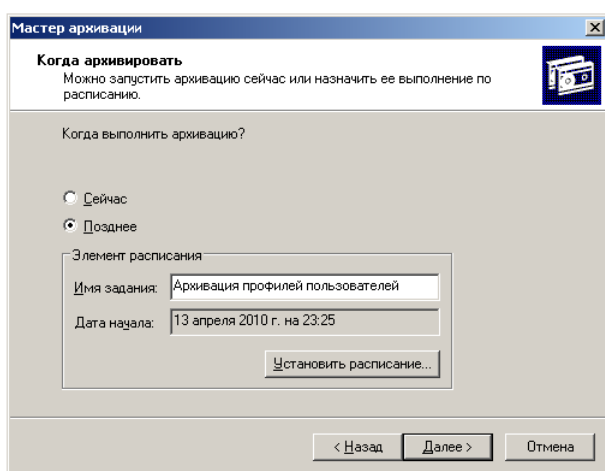 Мастер архивации
Когда архивировать
Можно запустить архивацию сейчас или назначить ее выполнение по
расписанию.
Когда выполнить архивацию?
Сейчас
Позднее
Элемент расписания
Имя задания: Архивация профилей пользователей
Дата начала: 13 апреля 2010 г. на 23:25
Установить расписание...
< Назад Далее > Отмена